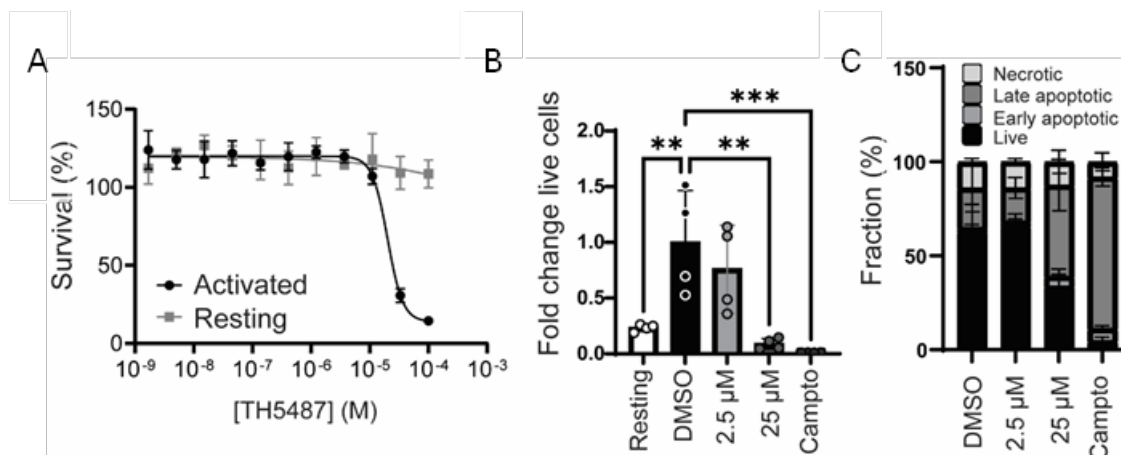 A
B
C
Survival (%)
150
100
50
0
Activated
Resting
10-9
10-8
10-7
10-6
10-5
10-4
10-3
[TH5487] (M)
Fold change live cells
2.0
1.5
1.0
0.5
0.0
***
**
**
Resting
DMSO
2.5 µM
25 µM
Campto
Fraction (%)
150
100
50
0
Necrotic
Late apoptotic
Early apoptotic
Live
DMSO
2.5 µM
25 µM
Campto